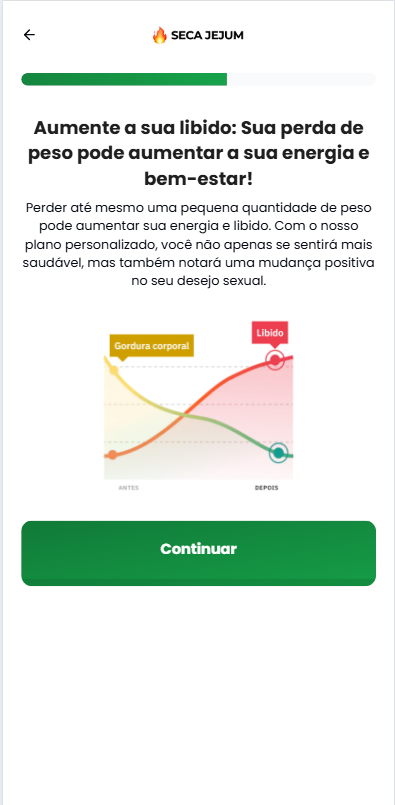 SECA JEJUM
Aumente a sua libido: Sua perda de
peso pode aumentar a sua energia e
bem-estar!
Perder até mesmo uma pequena quantidade de peso
pode aumentar sua energia e libido. Com o nosso
plano personalizado, você não apenas se sentirá mais
saudável, mas também notará uma mudança positiva
no seu desejo sexual.
Libido
Gordura corporal
ANTES
DEPOIS
Continuar